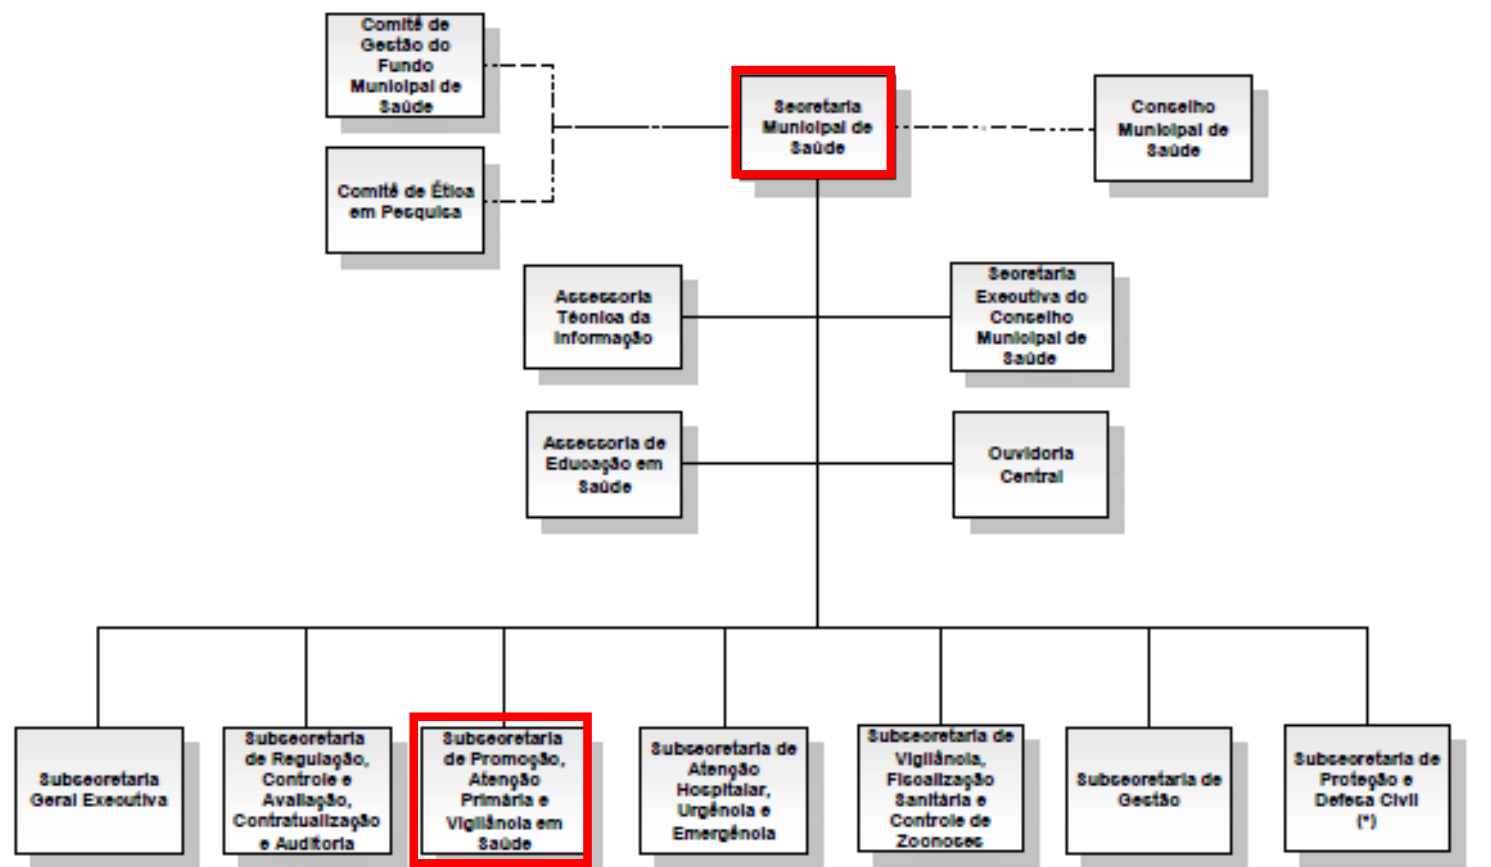 Comitê de
Gestão do
Fundo
Municipal de
Saúde
Secretaria
Municipal de
Saúde
Conselho
Municipal de
Saúde
Comitê de Ética
em Pesquisa
Assessoria
Técnica da
Informação
Secretaria
Executiva do
Conselho
Municipal de
Saúde
Assessoria de
Educação em
Saúde
Ouvidoria
Central
Subsecretaria
Geral Executiva
Subsecretaria
de Regulação,
Controle e
Avaliação,
Contratualização
e Auditoria
Subsecretaria
de Promoção,
Atenção
Primária e
Vigilância em
Saúde
Subsecretaria de
Atenção
Hospitalar,
Urgência e
Emergência
Subsecretaria de
Vigilância,
Fiscalização
Sanitária e
Controle de
Zoonoses
Subsecretaria de
Gestão
Subsecretaria de
Proteção e
Defesa Civil
(*)